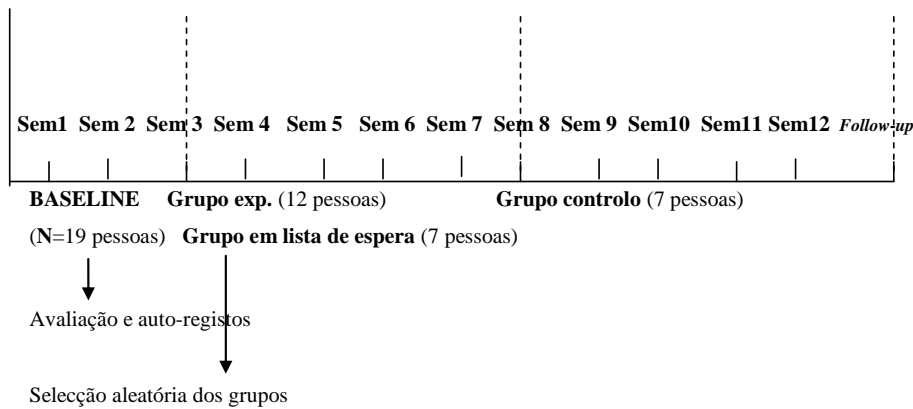 Sem1 Sem 2 Sem 3 Sem 4 Sem 5 Sem 6 Sem 7 Sem 8 Sem 9 Sem10 Sem11 Sem12 Follow-up
BASELINE Grupo exp. (12 pessoas) Grupo controlo (7 pessoas)
(N=19 pessoas) Grupo em lista de espera (7 pessoas)
Avaliação e auto-registos
Selecção aleatória dos grupos